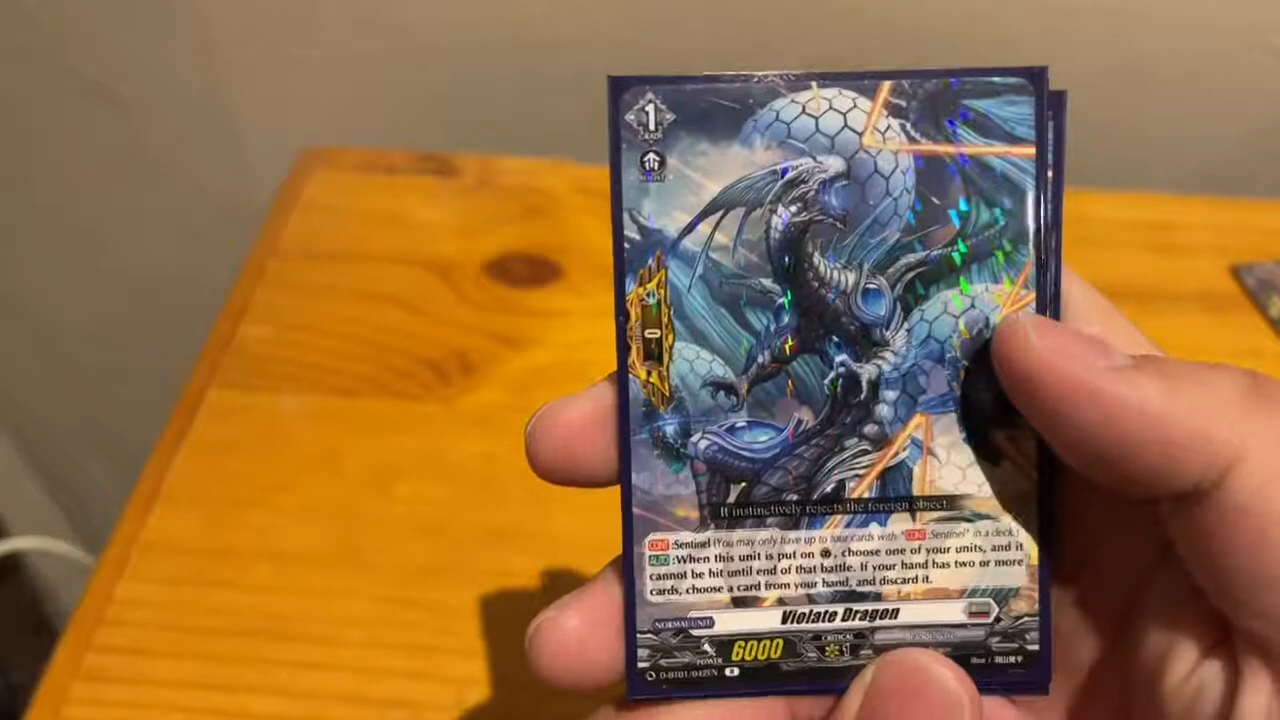 1
0
It instinctively rejects the foreign object.
CONT :Sentinel (You may only have up to four cards with "CONT :Sentinel" in a deck.)
AUTO :When this unit is put on , choose one of your units, and it
cannot be hit until end of that battle. If your hand has two or more
cards, choose a card from your hand, and discard it.
NORMAL UNIT
Violate Dragon
POWER 6000
CRITICAL
1
D-BT01/042EN R